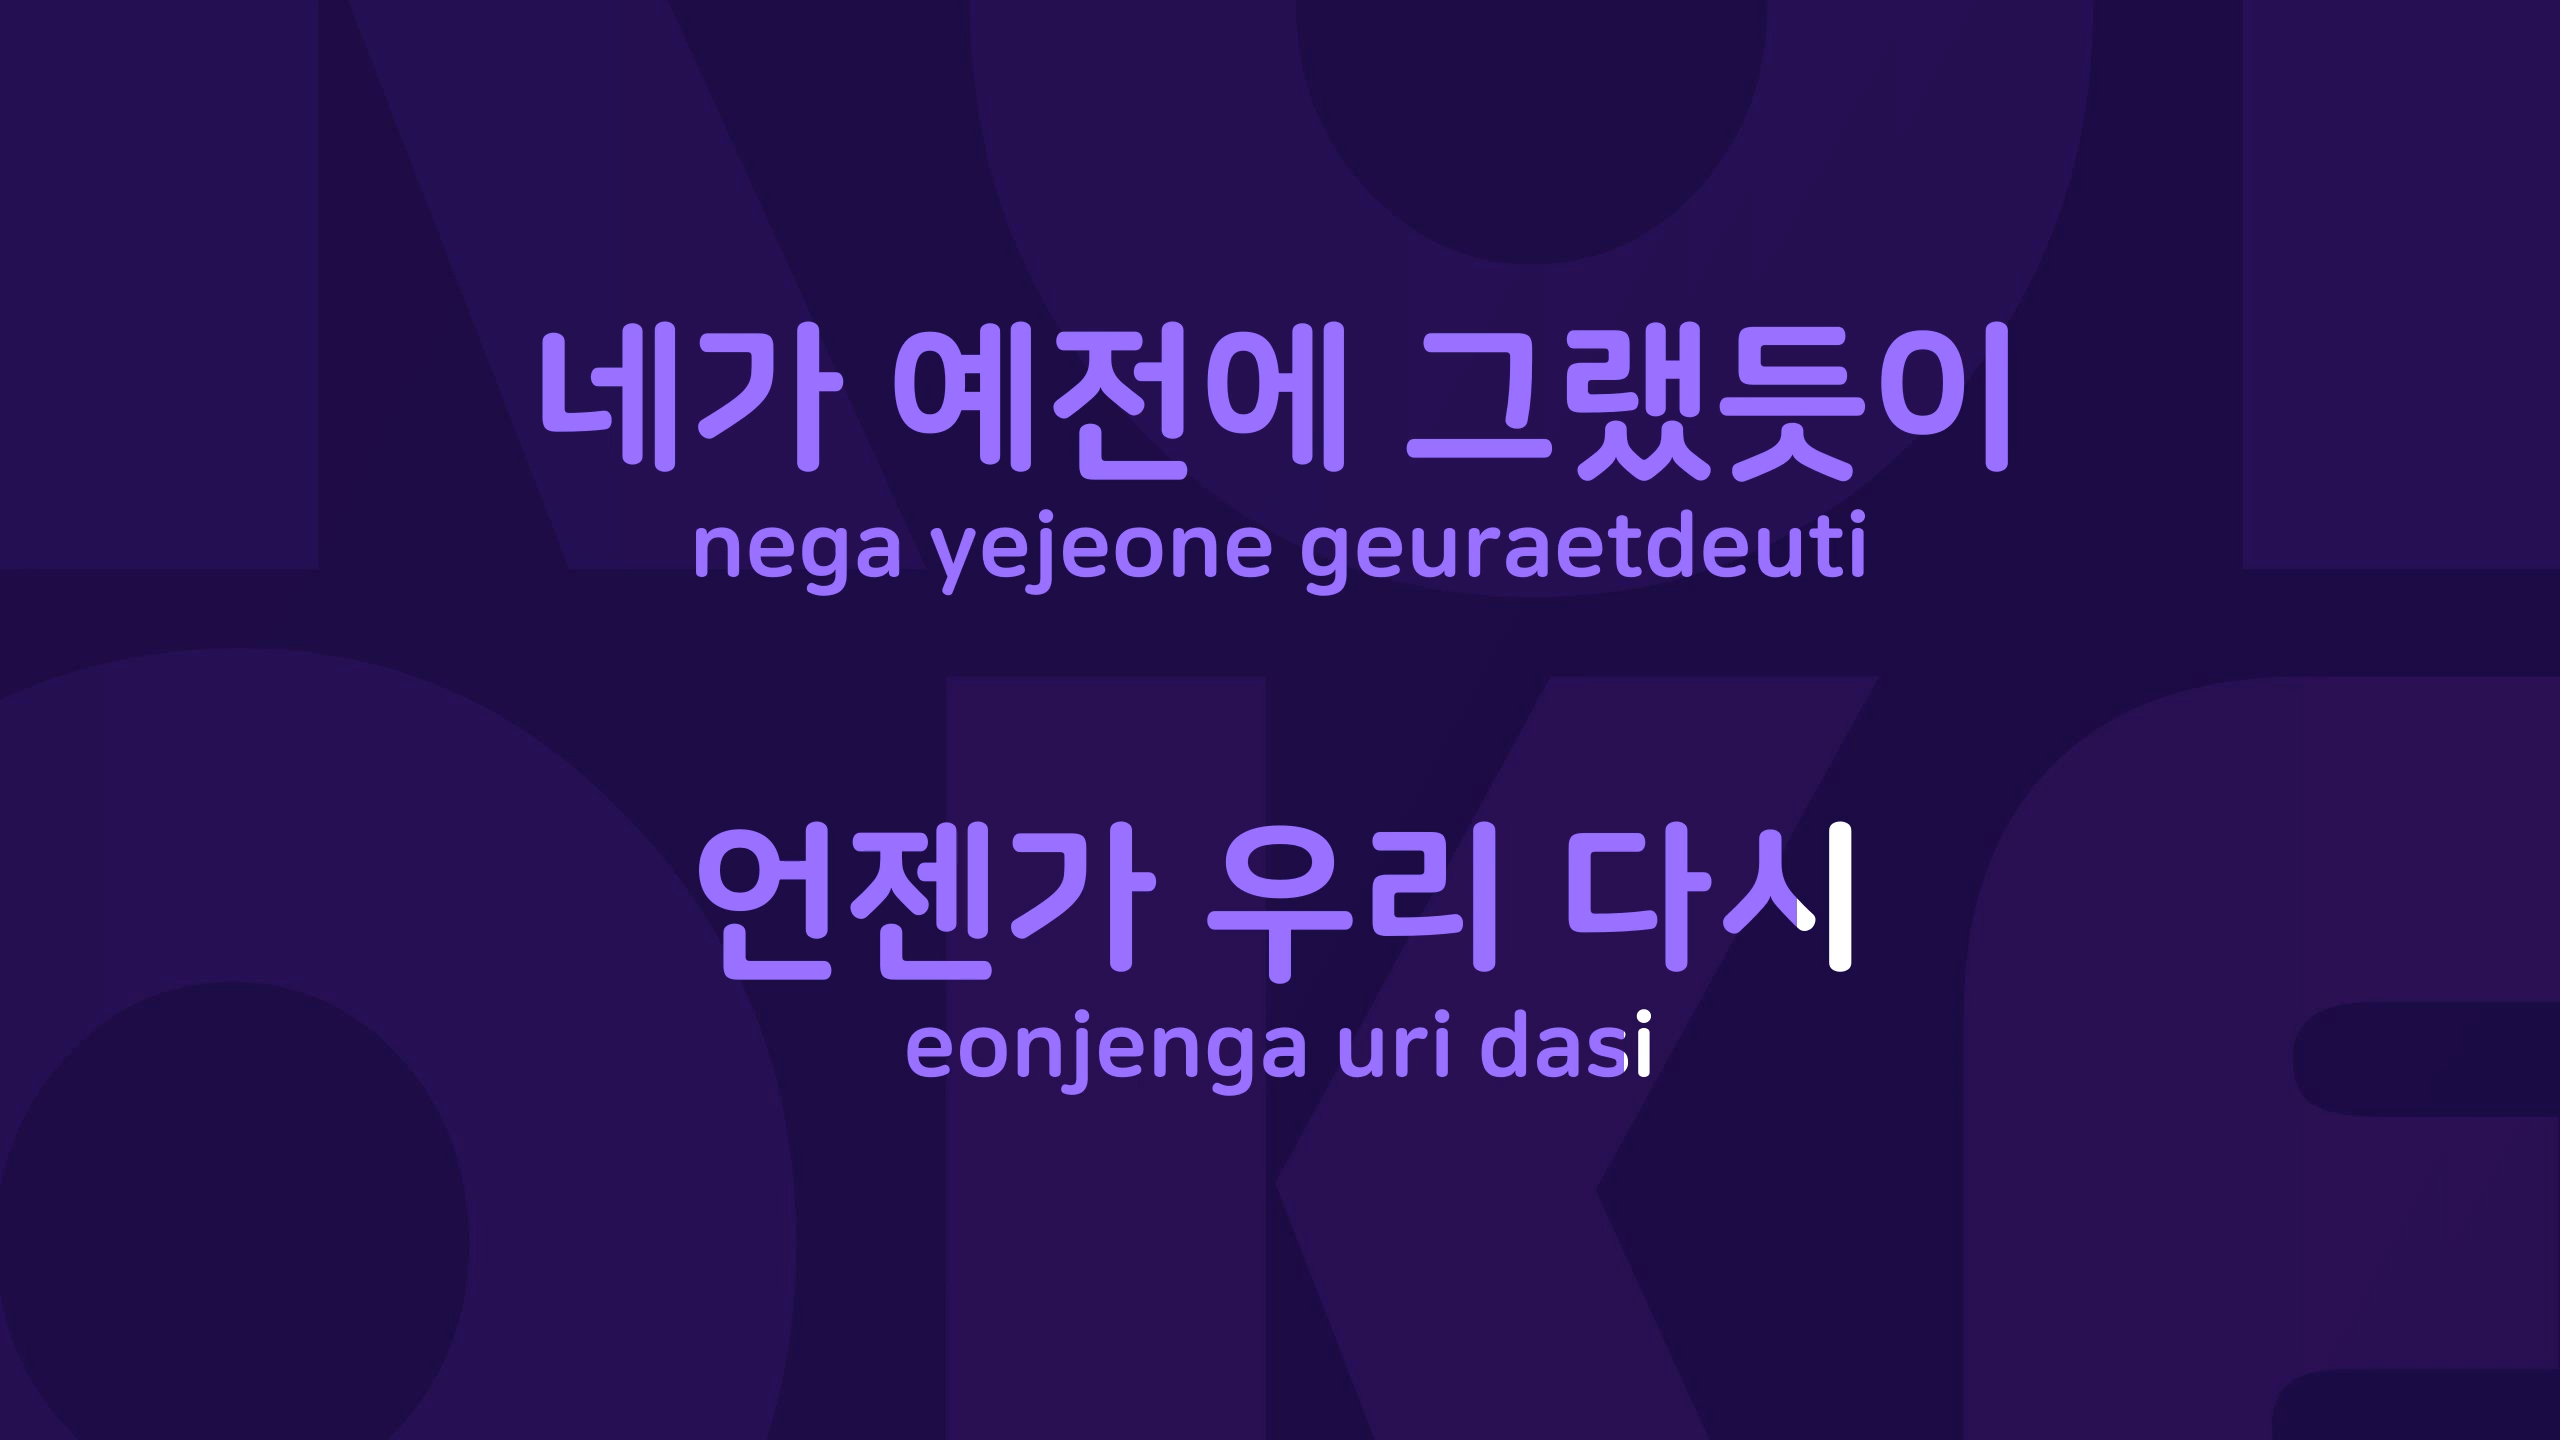 네가 예전에 그랬듯이
nega yejeone geuraetdeuti
언젠가 우리 다시
eonjenga uri dasi